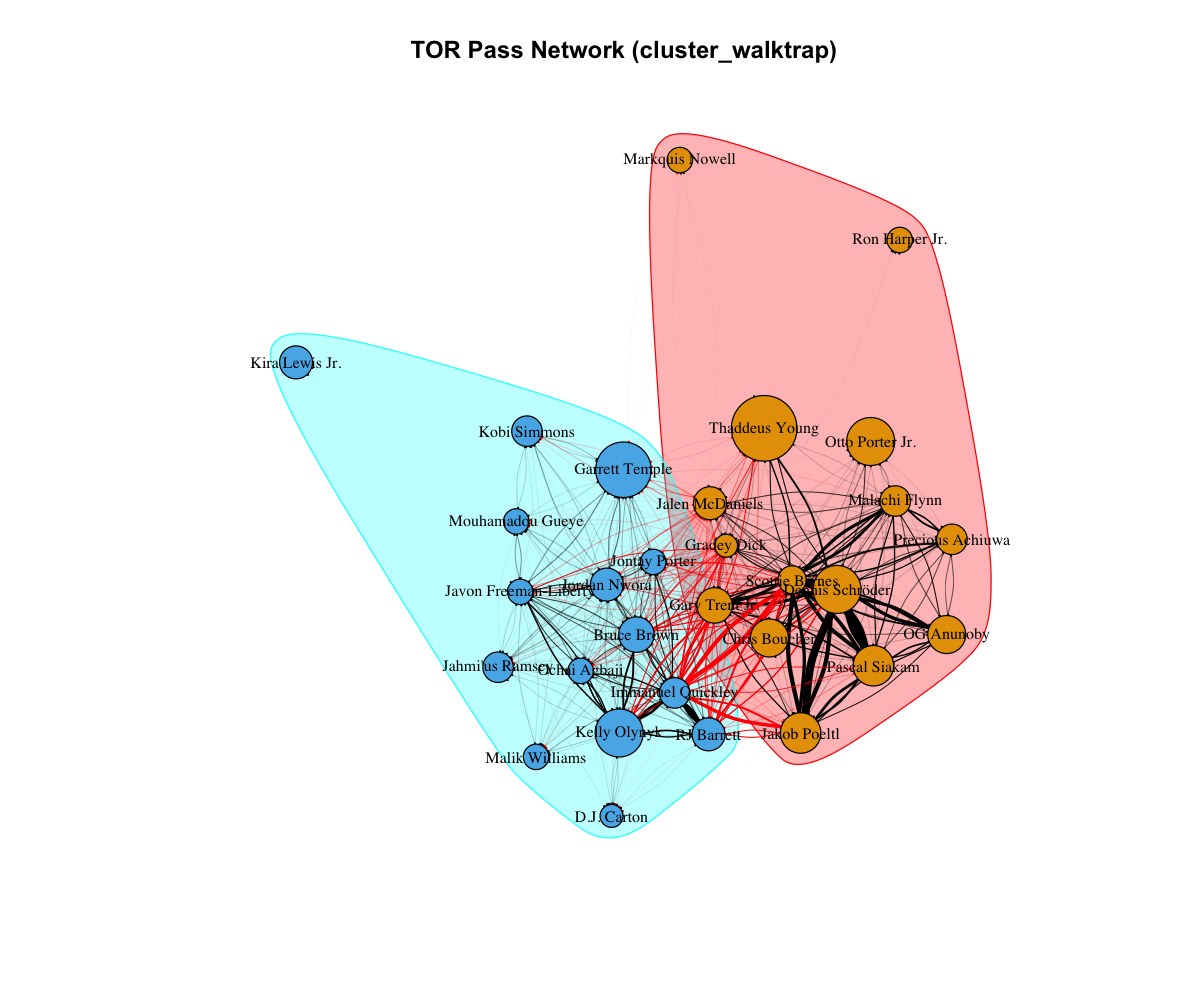 TOR Pass Network (cluster_walktrap)
Markquis Nowell
Ron Harper Jr.
Kira Lewis Jr.
Thaddeus Young
Kobi Simmons
Otto Porter Jr.
Garrett Temple
Malachi Flynn
Jalen McDaniels
Mouhamadou Gueye
Precious Achiuwa
Gradey Dick
Jontay Porter
Scottie Barnes
Jordan Nwora
Dennis Schröder
Javon Freeman-Liberty
Gary Trent Jr.
Bruce Brown
OG Anunoby
Chris Boucher
Jahmi'us Ramsey
Pascal Siakam
Ochai Agbaji
Immanuel Quickley
Kelly Olynyk
RJ Barrett
Jakob Poeltl
Malik Williams
D.J. Carton